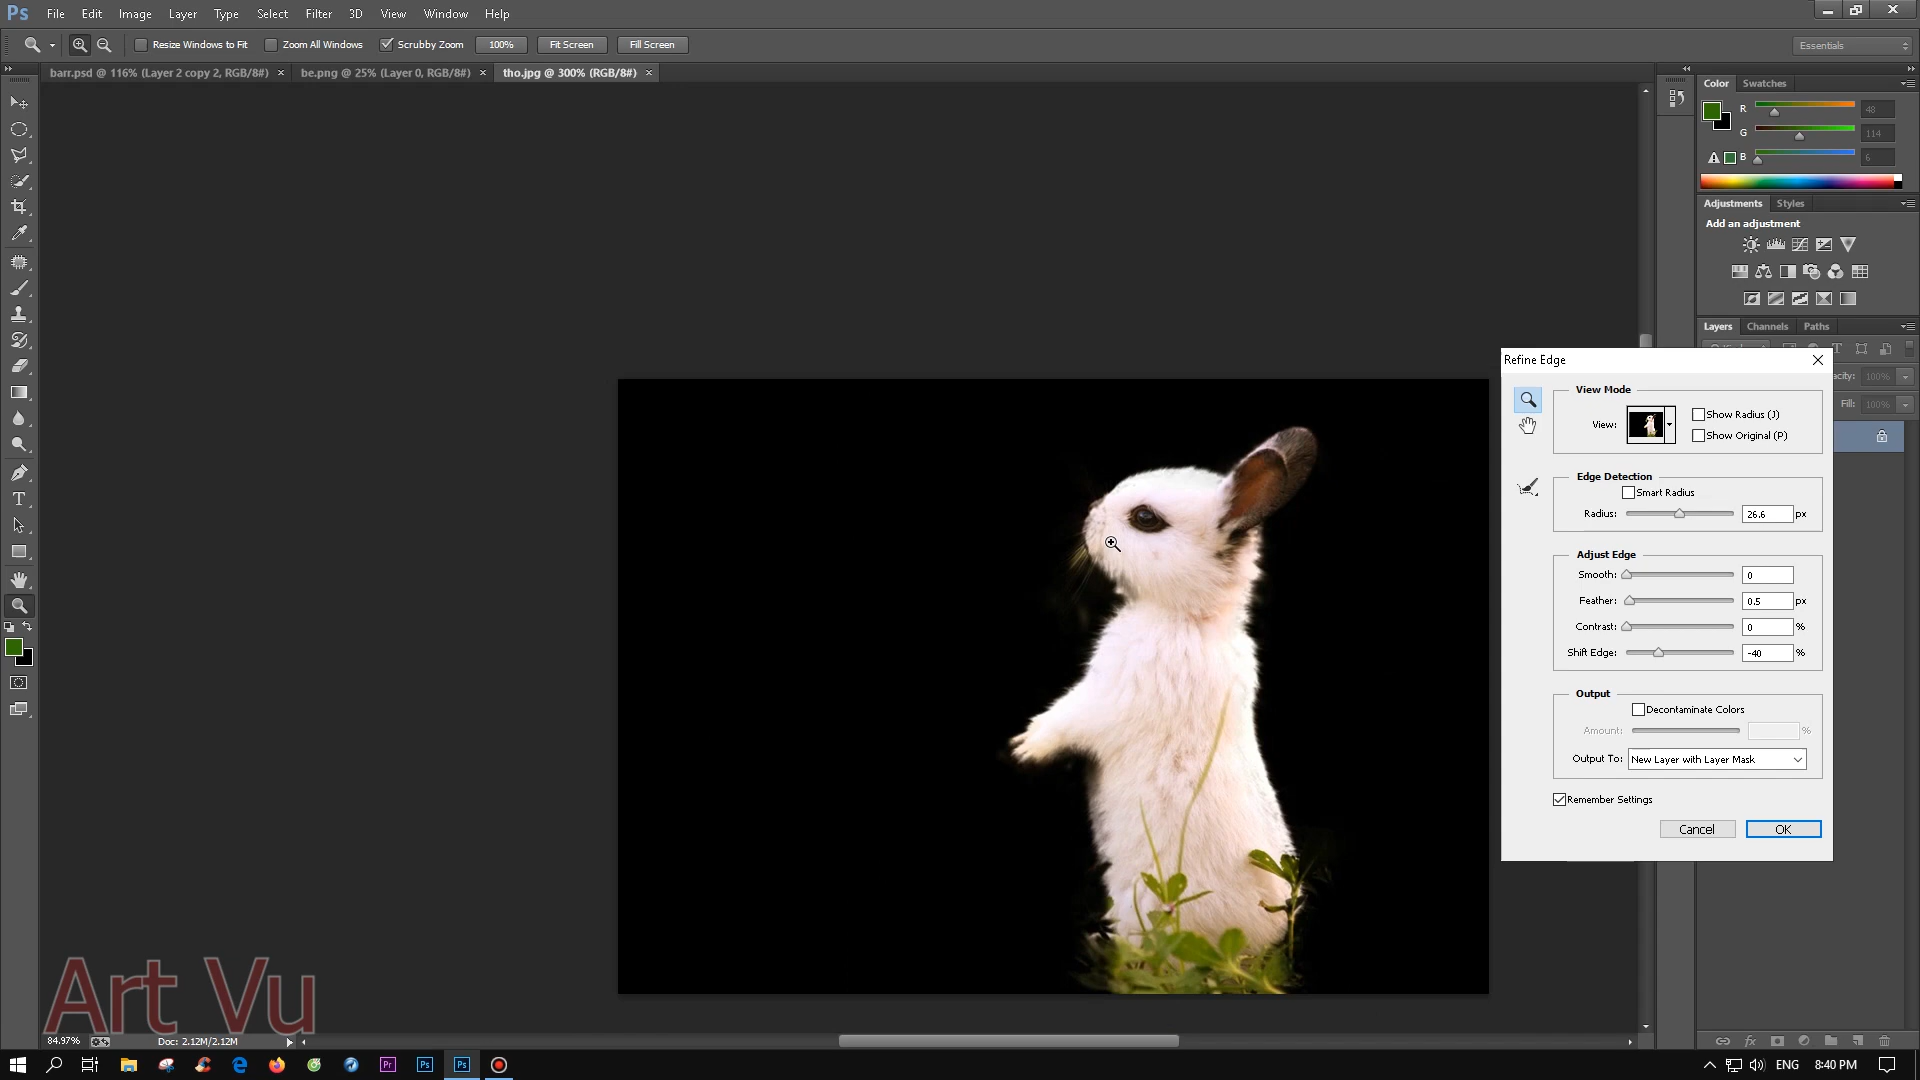 Ps File Edit Image Layer Type Select Filter 3D View Window Help
Resize Windows to Fit Zoom All Windows Scrubby Zoom 100% Fit Screen Fill Screen Essentials
barr.psd @ 116% (Layer 2 copy 2, RGB/8#) × be.png @ 25% (Layer 0, RGB/8#) × tho.jpg @ 300% (RGB/8#) ×
Color Swatches
R 48
G 114
B 6
Adjustments Styles
Add an adjustment
Layers Channels Paths
Refine Edge
View Mode
View:
Show Radius (J)
Show Original (P)
Edge Detection
Smart Radius
Radius: 26.6 px
Adjust Edge
Smooth: 0
Feather: 0.5 px
Contrast: 0 %
Shift Edge: -40 %
Output
Decontaminate Colors
Amount: %
Output To: New Layer with Layer Mask
Remember Settings
Cancel OK
100%
Fill: 100%
T
fx
Art Vu
84.97% Doc: 2.12M/2.12M
Pr Ps Ps ENG 8:40 PM